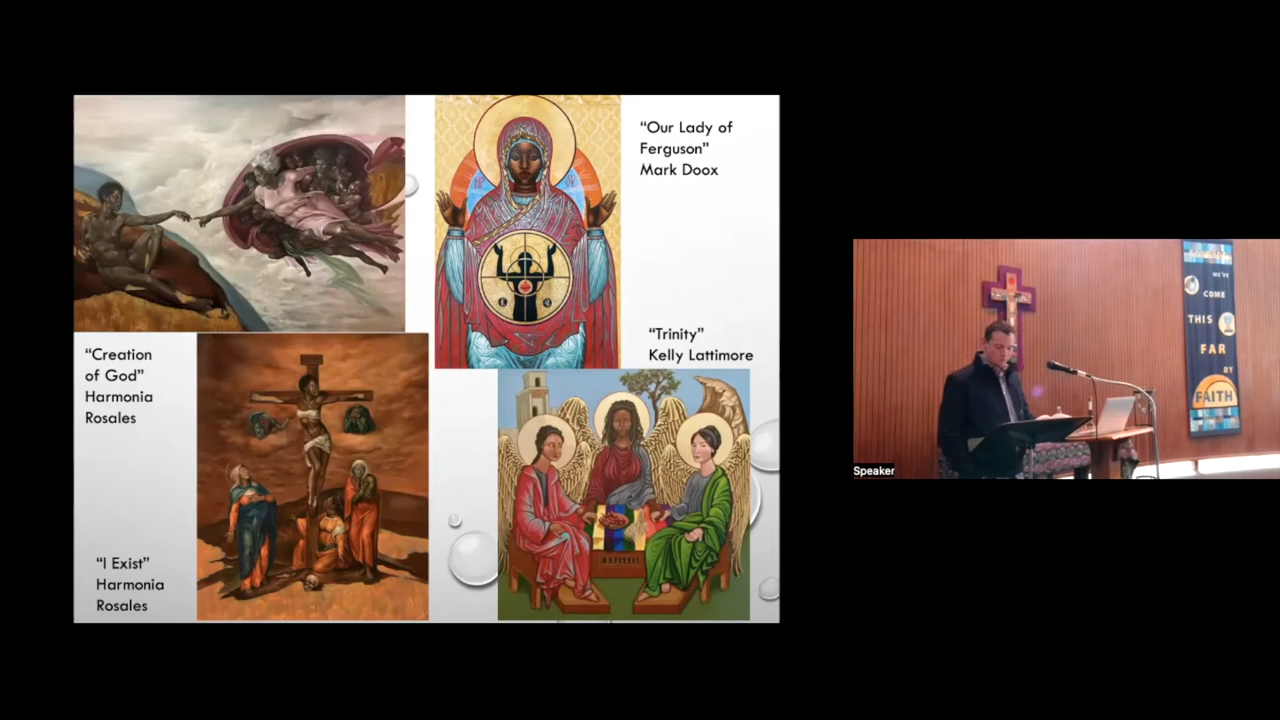 “Our Lady of
Ferguson”
Mark Doox
“Trinity”
Kelly Lattimore
“Creation
of God”
Harmonia
Rosales
“I Exist”
Harmonia
Rosales
WE'VE
COME
THIS
FAR
BY
FAITH
Speaker